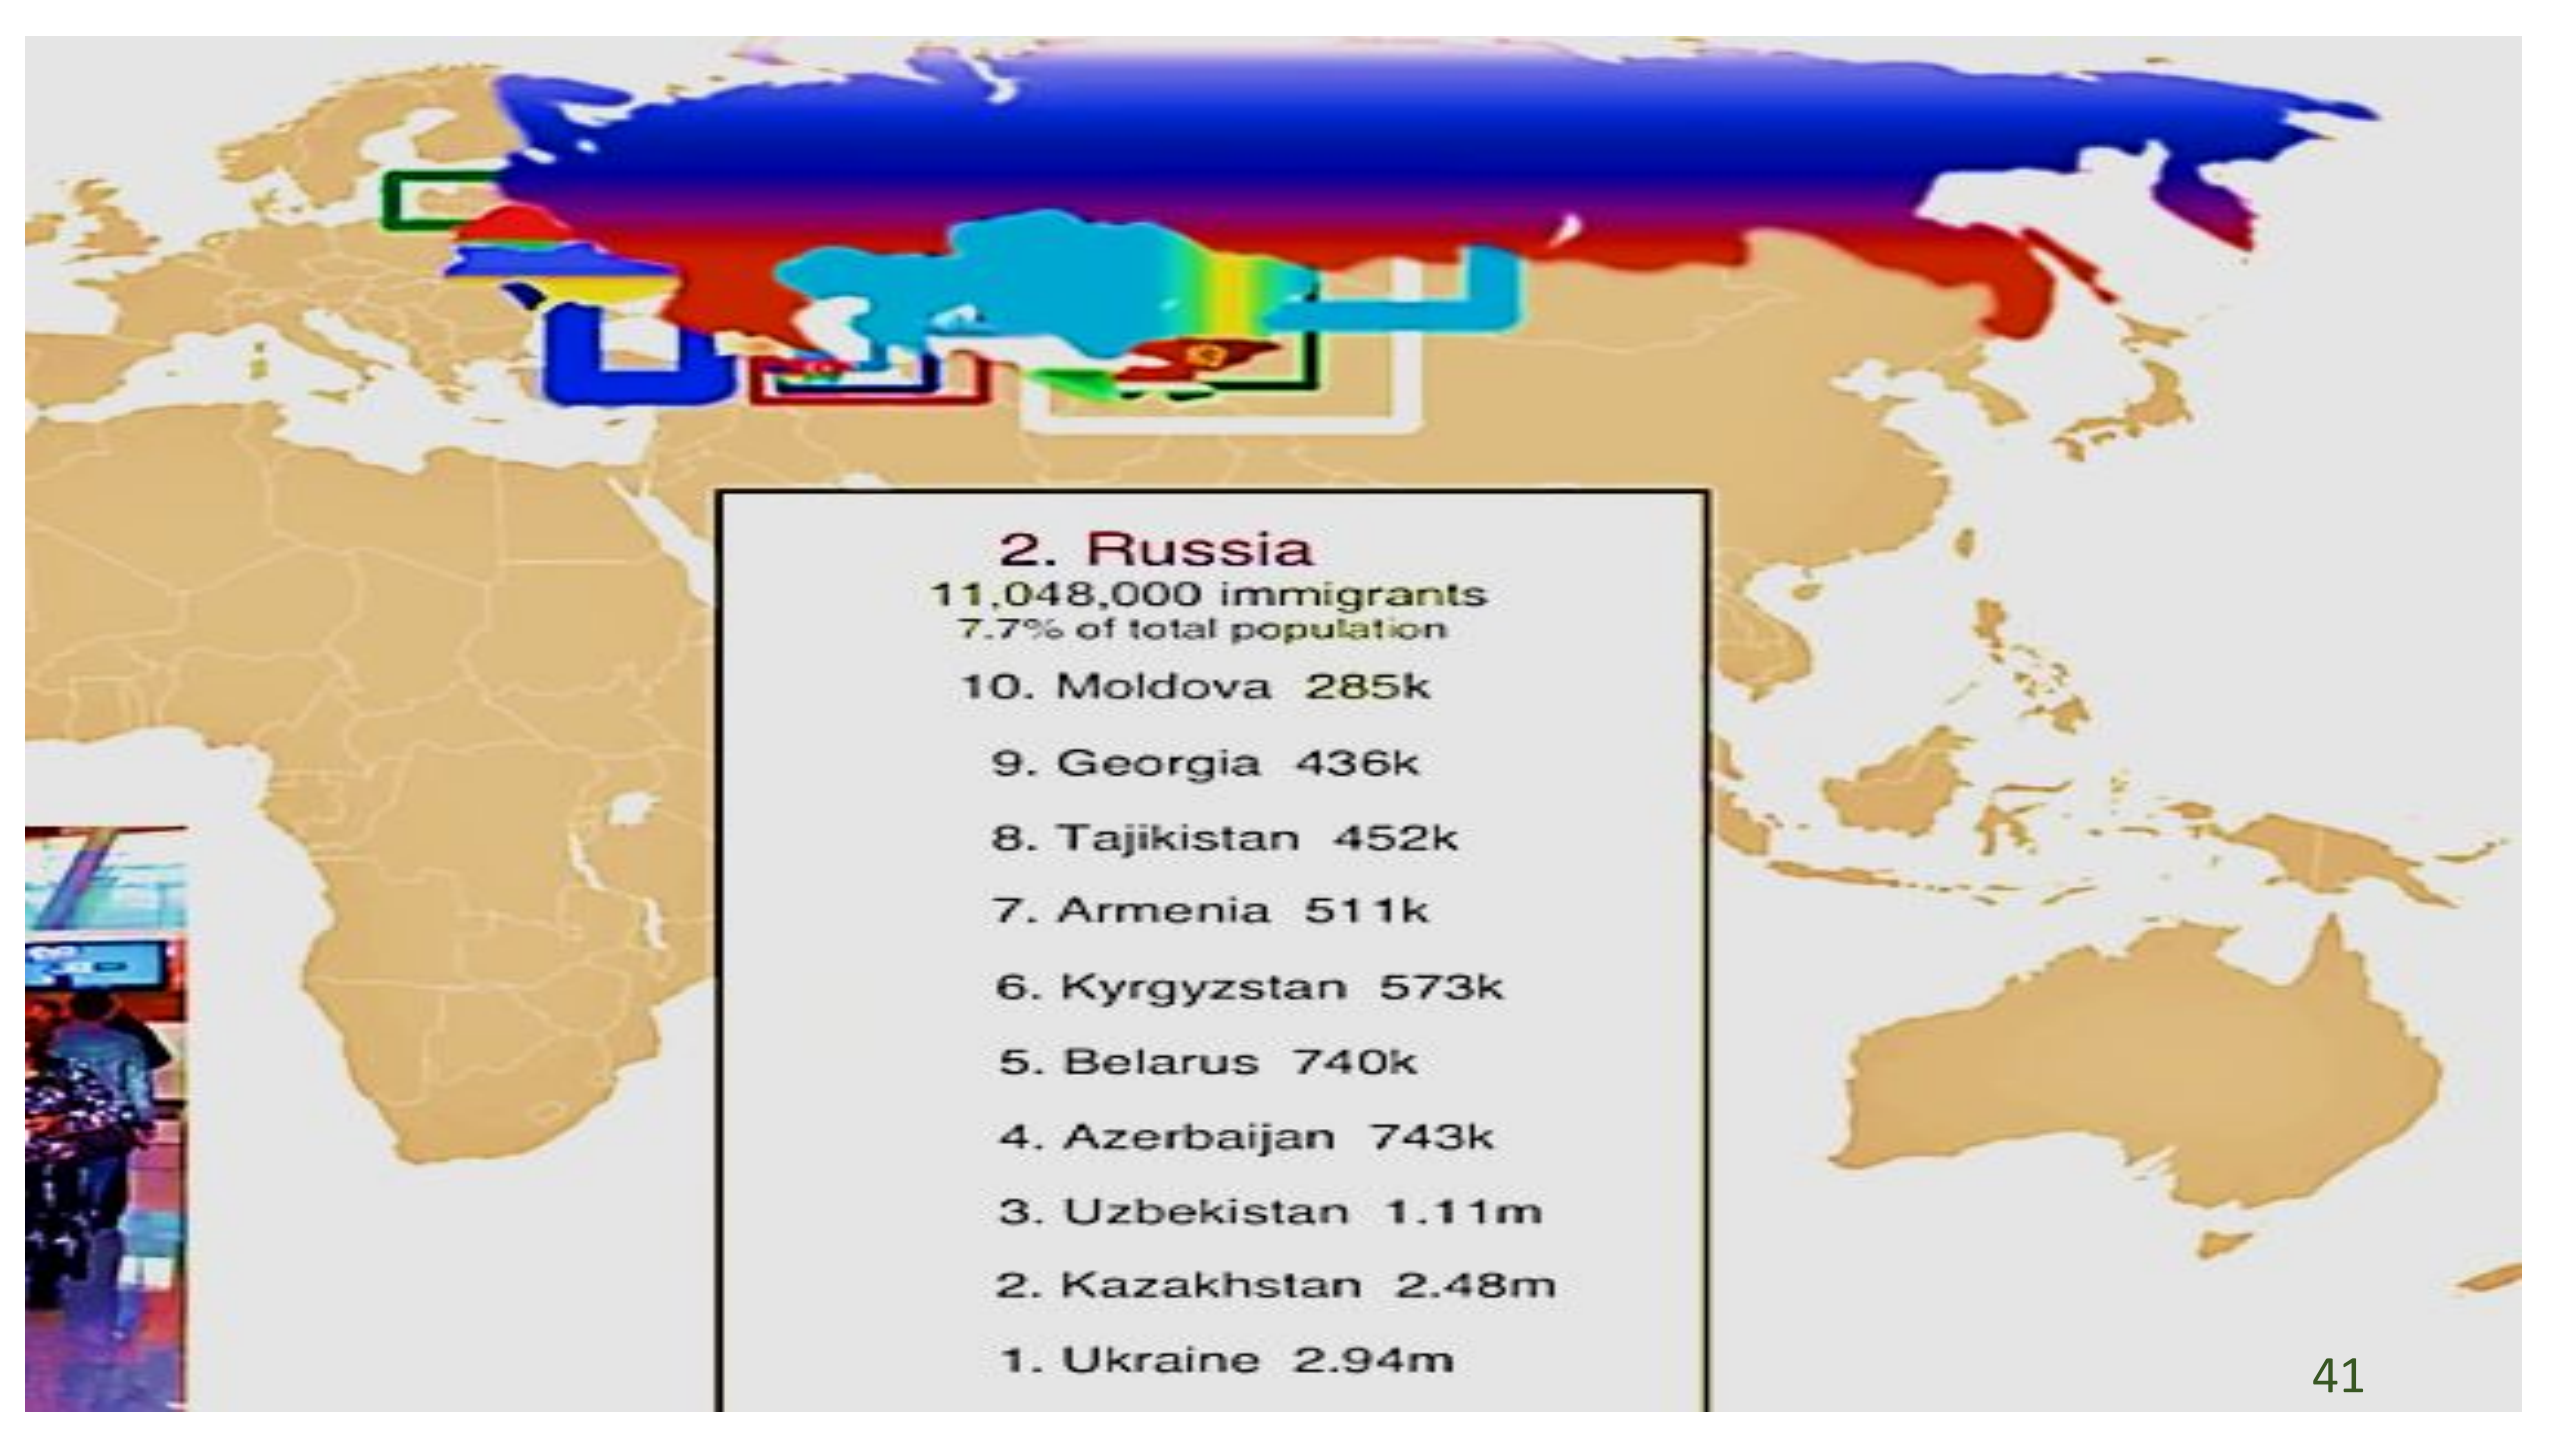 2. Russia
11,048,000 immigrants
7.7% of total population
10. Moldova 285k
9. Georgia 436k
8. Tajikistan 452k
7. Armenia 511k
6. Kyrgyzstan 573k
5. Belarus 740k
4. Azerbaijan 743k
3. Uzbekistan 1.11m
2. Kazakhstan 2.48m
1. Ukraine 2.94m
41